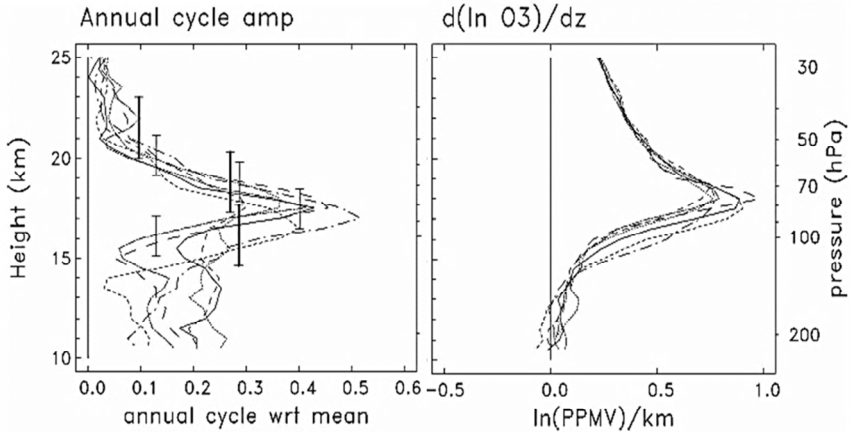 Annual cycle amp
d(ln O3)/dz
25
20
15
10
Height (km)
0.0 0.1 0.2 0.3 0.4 0.5 0.6
annual cycle wrt mean
30
50
70
100
200
pressure (hPa)
-0.5 0.0 0.5 1.0
ln(PPMV)/km